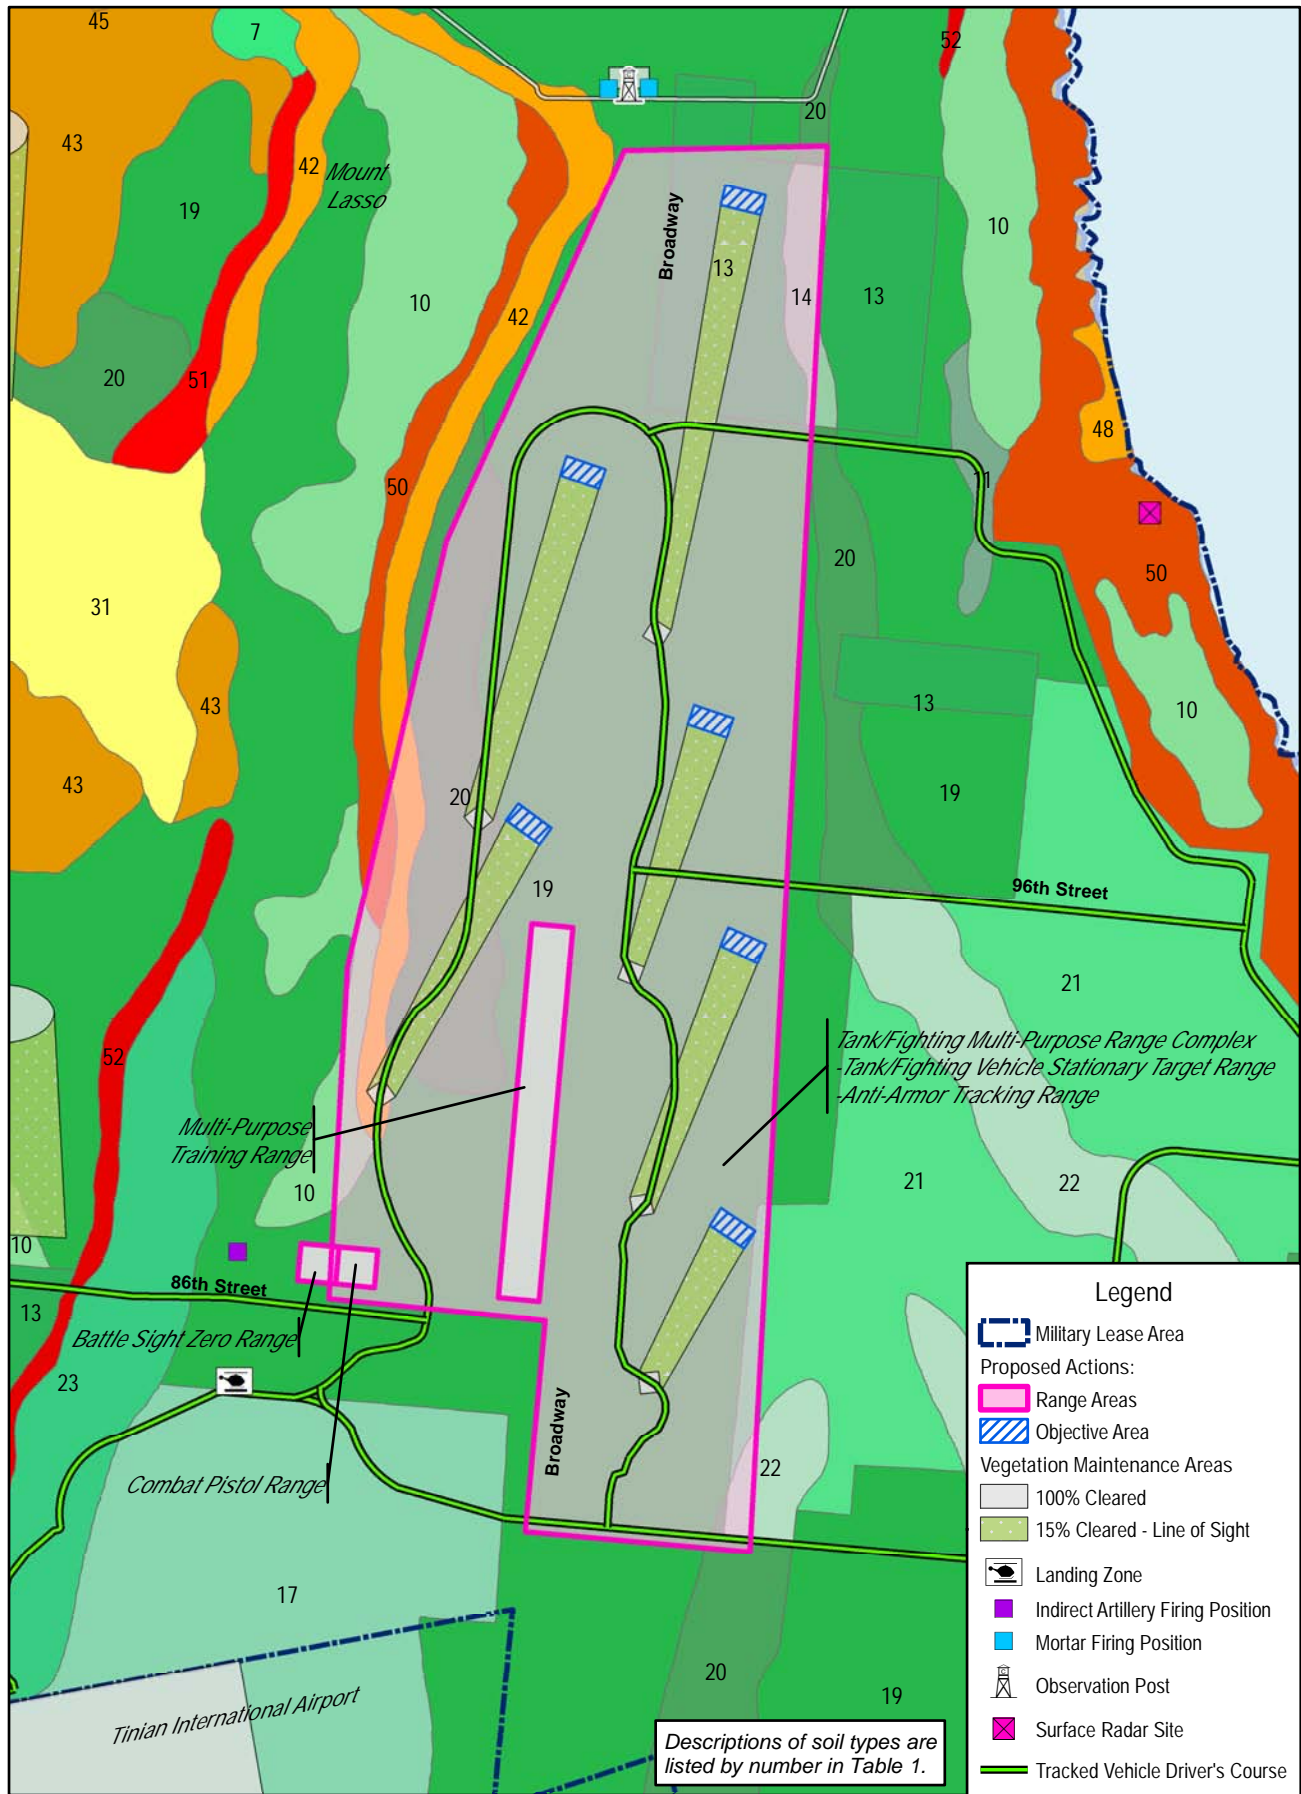 45
7
52
20
43
42
Mount
Lasso
19
Broadway
10
13
10
14
13
42
20
51
48
11
50
20
50
31
43
13
10
43
20
19
19
96th Street
21
52
Tank/Fighting Multi-Purpose Range Complex
-Tank/Fighting Vehicle Stationary Target Range
-Anti-Armor Tracking Range
Multi-Purpose
Training Range
10
21
22
10
86th Street
13
Battle Sight Zero Range
23
Broadway
Combat Pistol Range
22
17
20
19
Tinian International Airport
Descriptions of soil types are
listed by number in Table 1.
Legend
Military Lease Area
Proposed Actions:
Range Areas
Objective Area
Vegetation Maintenance Areas
100% Cleared
15% Cleared - Line of Sight
Landing Zone
Indirect Artillery Firing Position
Mortar Firing Position
Observation Post
Surface Radar Site
Tracked Vehicle Driver's Course